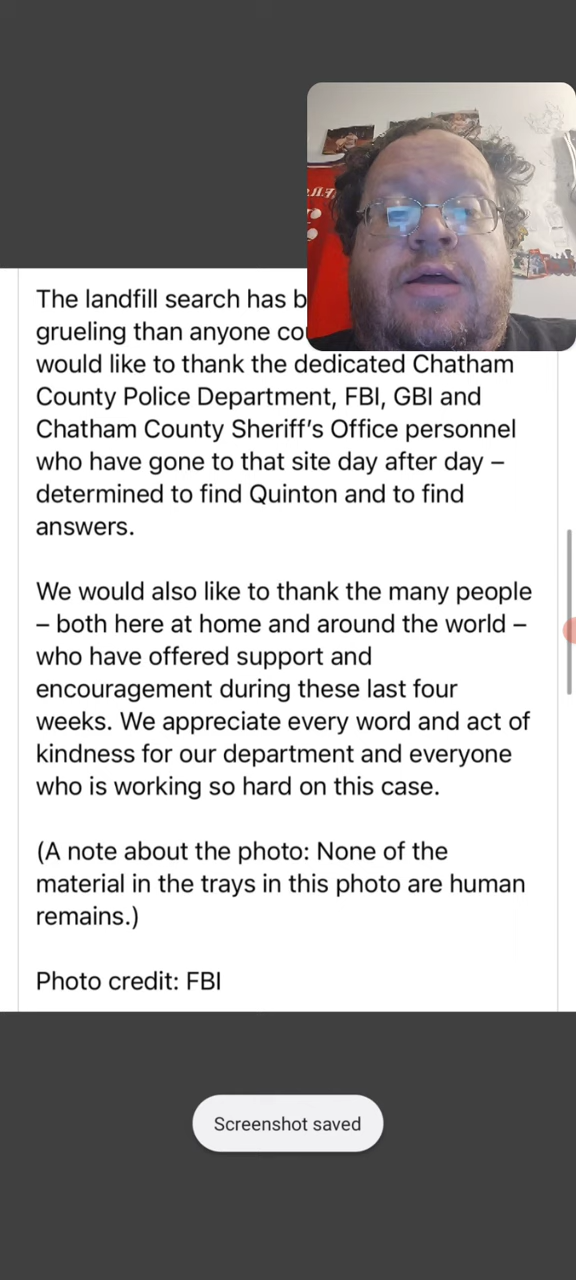 The landfill search has b
grueling than anyone co
would like to thank the dedicated Chatham
County Police Department, FBI, GBI and
Chatham County Sheriff’s Office personnel
who have gone to that site day after day –
determined to find Quinton and to find
answers.
We would also like to thank the many people
– both here at home and around the world –
who have offered support and
encouragement during these last four
weeks. We appreciate every word and act of
kindness for our department and everyone
who is working so hard on this case.
(A note about the photo: None of the
material in the trays in this photo are human
remains.)
Photo credit: FBI
Screenshot saved